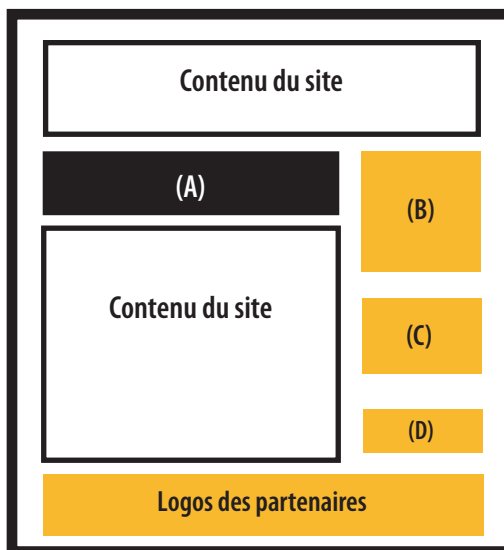 Contenu du site
(A)
(B)
Contenu du site
(C)
(D)
Logos des partenaires